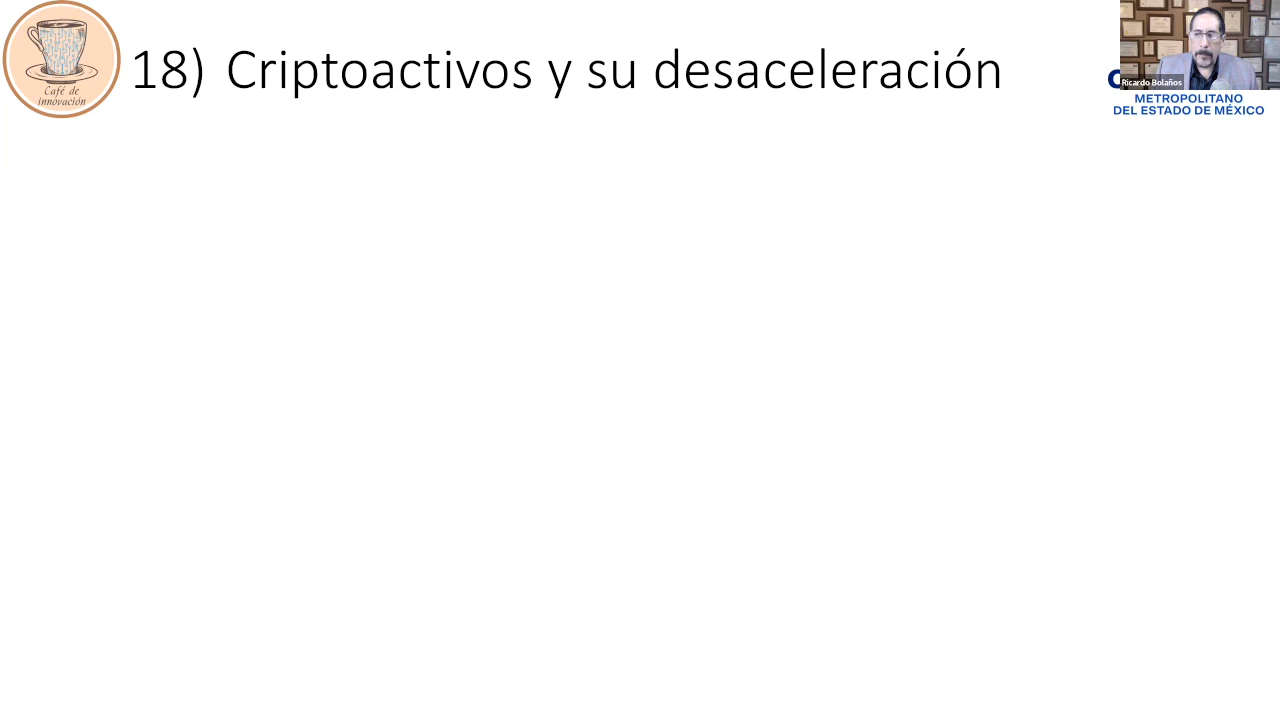 Café de
innovación
18) Criptoactivos y su desaceleración
Ricardo Bolaños
METROPOLITANO
DEL ESTADO DE MÉXICO